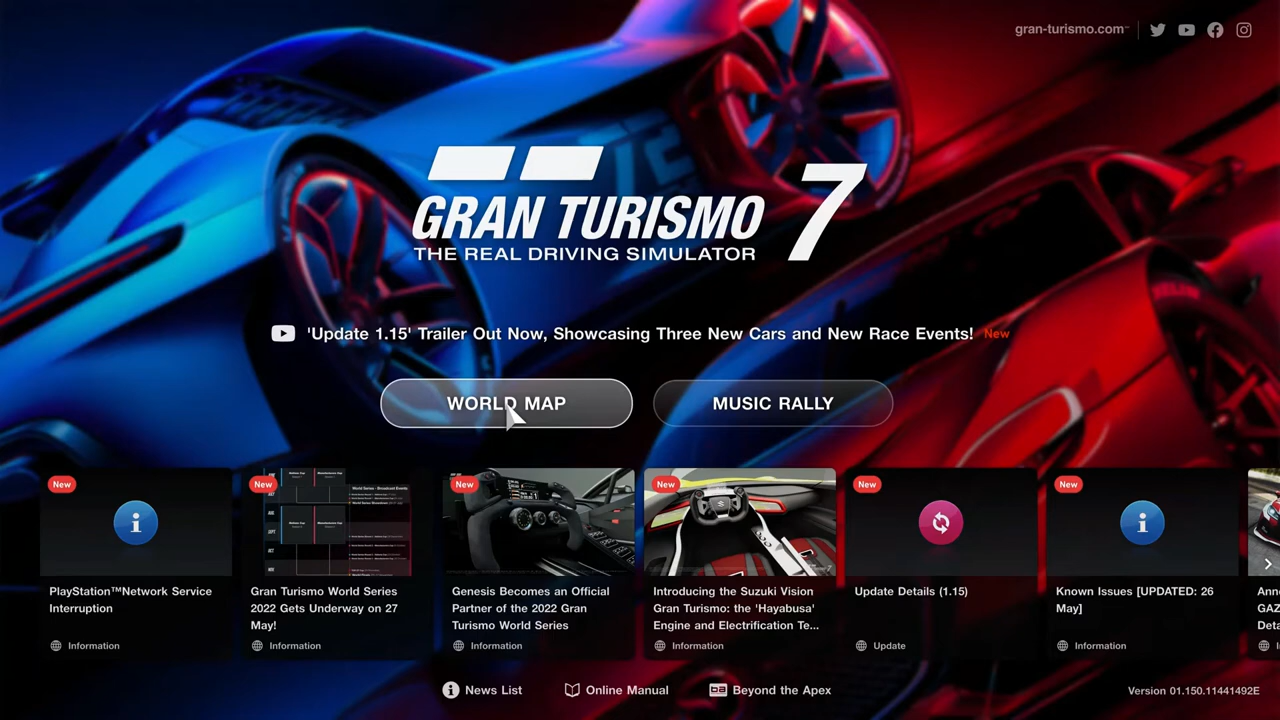 gran-turismo.com
GRAN TURISMO 7
THE REAL DRIVING SIMULATOR
'Update 1.15' Trailer Out Now, Showcasing Three New Cars and New Race Events! New
WORLD MAP
MUSIC RALLY
New
PlayStation™Network Service
Interruption
Information
New
World Series - Broadcast Events
Gran Turismo World Series
2022 Gets Underway on 27
May!
Information
New
Genesis Becomes an Official
Partner of the 2022 Gran
Turismo World Series
Information
New
Introducing the Suzuki Vision
Gran Turismo: the 'Hayabusa'
Engine and Electrification Te...
Information
New
Update Details (1.15)
Update
New
Known Issues [UPDATED: 26
May]
Information
News List
Online Manual
Beyond the Apex
Version 01.150.11441492E